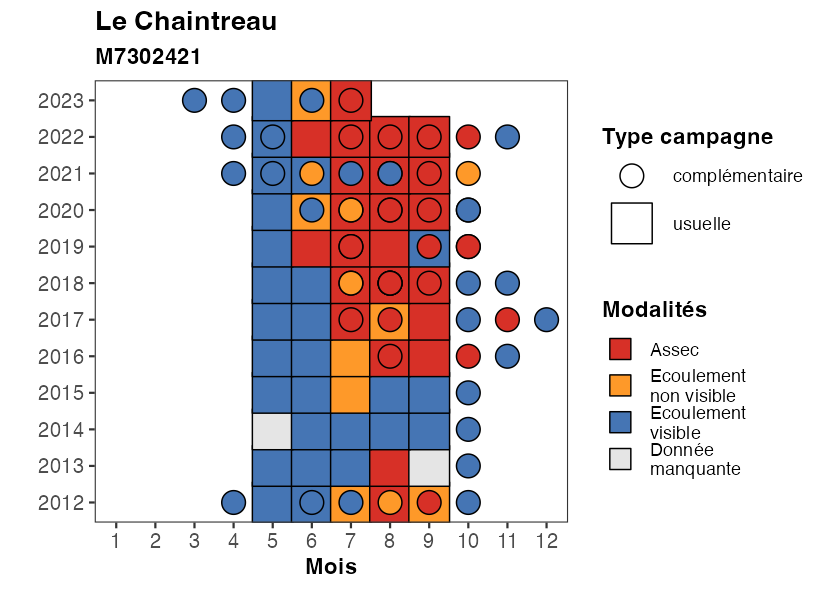 Le Chaintreau
M7302421
2023
2022
2021
2020
2019
2018
2017
2016
2015
2014
2013
2012
1 2 3 4 5 6 7 8 9 10 11 12
Mois
Type campagne
complémentaire
usuelle
Modalités
Assec
Ecoulement
non visible
Ecoulement
visible
Donnée
manquante